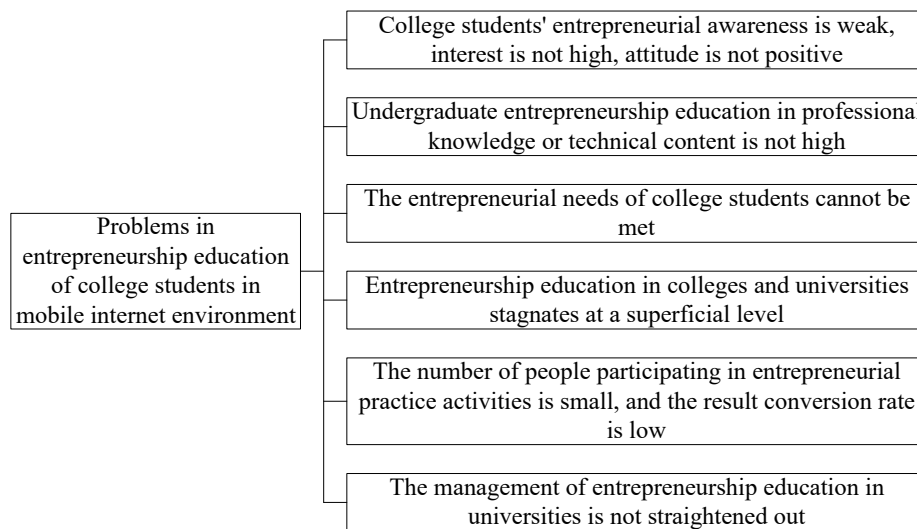 College students' entrepreneurial awareness is weak,
interest is not high, attitude is not positive
Undergraduate entrepreneurship education in professional
knowledge or technical content is not high
The entrepreneurial needs of college students cannot be
met
Problems in
entrepreneurship education
of college students in
mobile internet environment
Entrepreneurship education in colleges and universities
stagnates at a superficial level
The number of people participating in entrepreneurial
practice activities is small, and the result conversion rate
is low
The management of entrepreneurship education in
universities is not straightened out